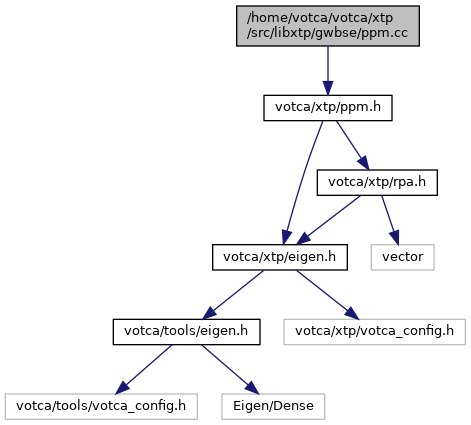 /home/votca/votca/xtp
/src/libxtp/gwbse/ppm.cc
votca/xtp/ppm.h
votca/xtp/rpa.h
votca/xtp/eigen.h
vector
votca/tools/eigen.h
votca/xtp/votca_config.h
votca/tools/votca_config.h
Eigen/Dense